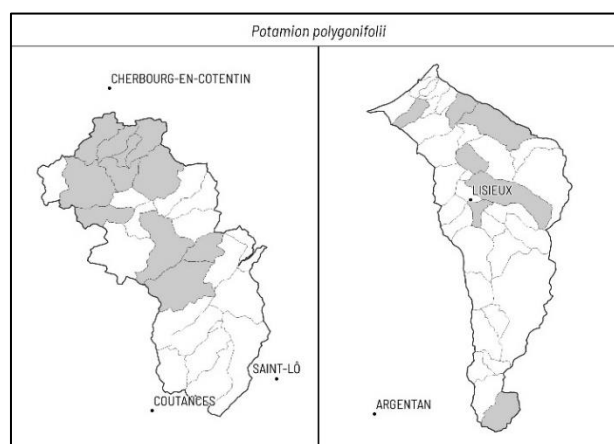 Potamion polygonifolii
CHERBOURG-EN-COTENTIN
SAINT-LÔ
COUTANCES
LISIEUX
ARGENTAN